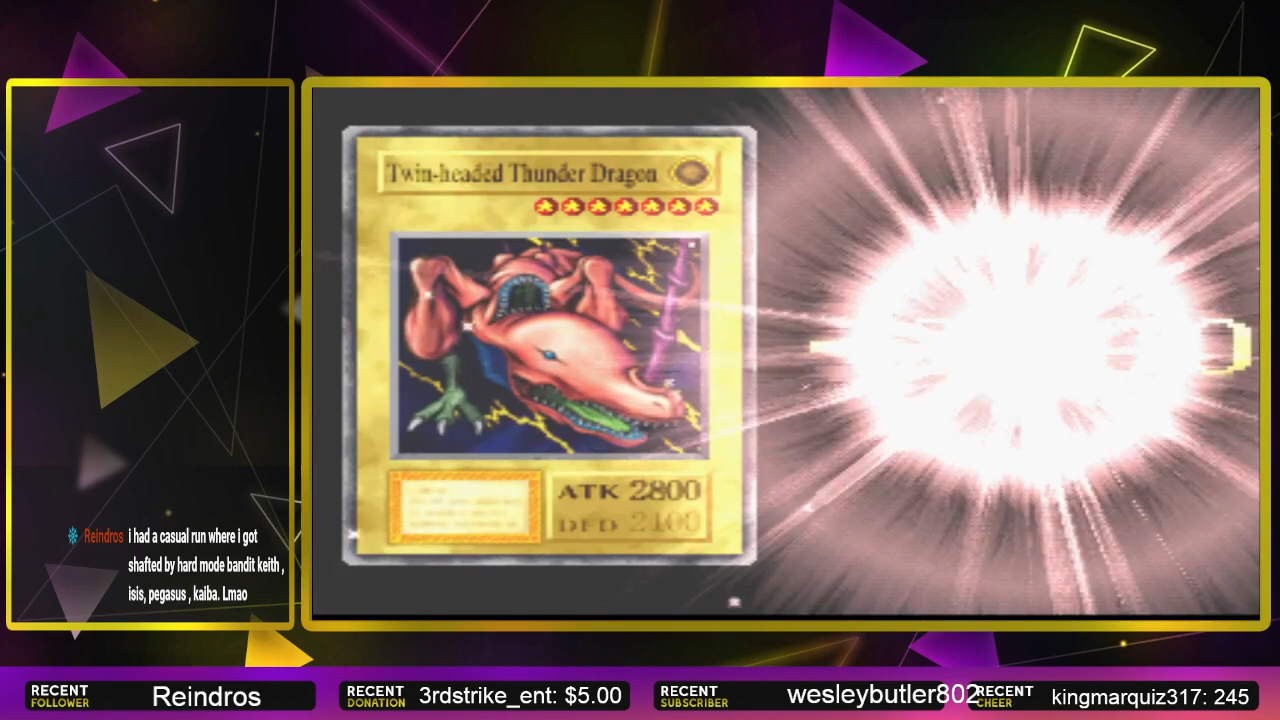 Twin-headed Thunder Dragon
ATK 2800
DFD 2100
Reindros i had a casual run where i got
shafted by hard mode bandit keith ,
isis, pegasus , kaiba. Lmao
RECENT FOLLOWER Reindros
RECENT DONATION 3rdstrike_ent: $5.00
RECENT SUBSCRIBER wesleybutler802
RECENT CHEER kingmarquiz317: 245